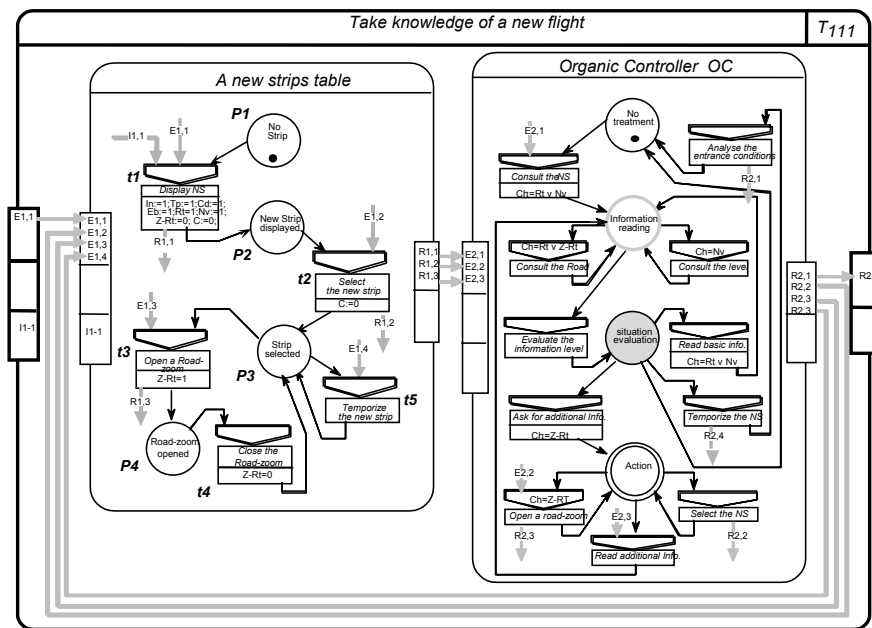 Take knowledge of a new flight
T111
A new strips table
Organic Controller OC
P1
No
Strip
I1,1
E1,1
t1
Display NS
In:=1;Tp:=1;Cd:=1;
Eb:=1;Rt:=1;Nv:=1;
Z-Rt:=0; C:=0;
R1,1
New Strip
displayed
P2
E1,2
t2
Select
the new strip
C:=0
R1,2
E1,3
t3
Open a Road-
zoom
Z-Rt=1
R1,3
Strip
selected
P3
E1,4
t5
Temporize
the new strip
Road-zoom
opened
P4
Close the
Road-zoom
Z-Rt=0
t4
E1,1
I1-1
E1,1
E1,2
E1,3
E1,4
I1-1
R1,1
R1,2
R1,3
E2,1
E2,2
E2,3
E2,1
No
treatment
Analyse the
entrance conditions
R2,1
Consult theNS
Ch=Rt v Nv
Information
reading
Ch=Rt v Z-Rt
Consult the Road
Ch=Nv
Consult the level
Evaluate the
information level
situation
evaluation
Read basic info.
Ch=Rt v Nv
Ask for additional Info.
Ch=Z-Rt
Temporize the NS
R2,4
Action
E2,2
Ch=Z-RT
Open a road-zoom
R2,3
E2,3
Read additional Info.
Select the NS
R2,2
R2,1
R2,2
R2,3
R2,3
R2